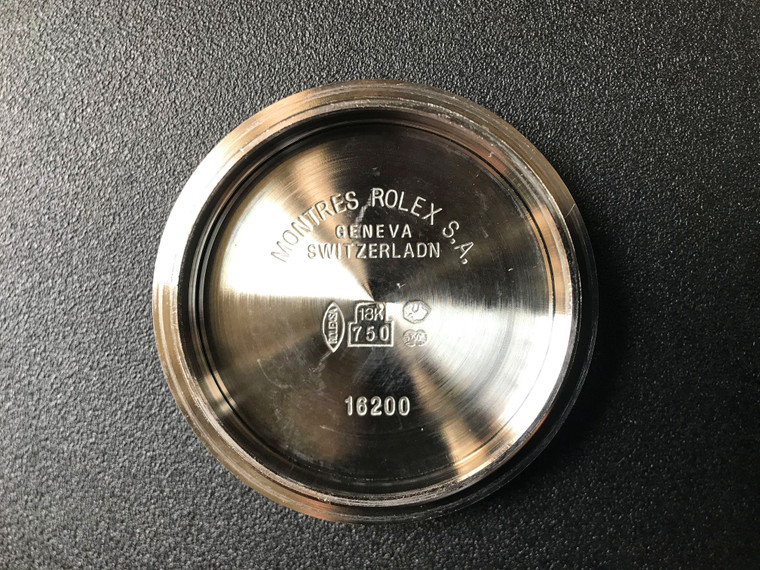 MONTRES ROLEX S.A.
GENEVA
SWITZERLADN
18K
750
16200